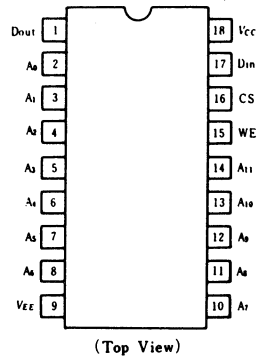 Dout 1 18 VCC
A0 2 17 Din
A1 3 16 CS
A2 4 15 WE
A3 5 14 A11
A4 6 13 A10
A5 7 12 A9
A6 8 11 A8
VEE 9 10 A7
(Top View)